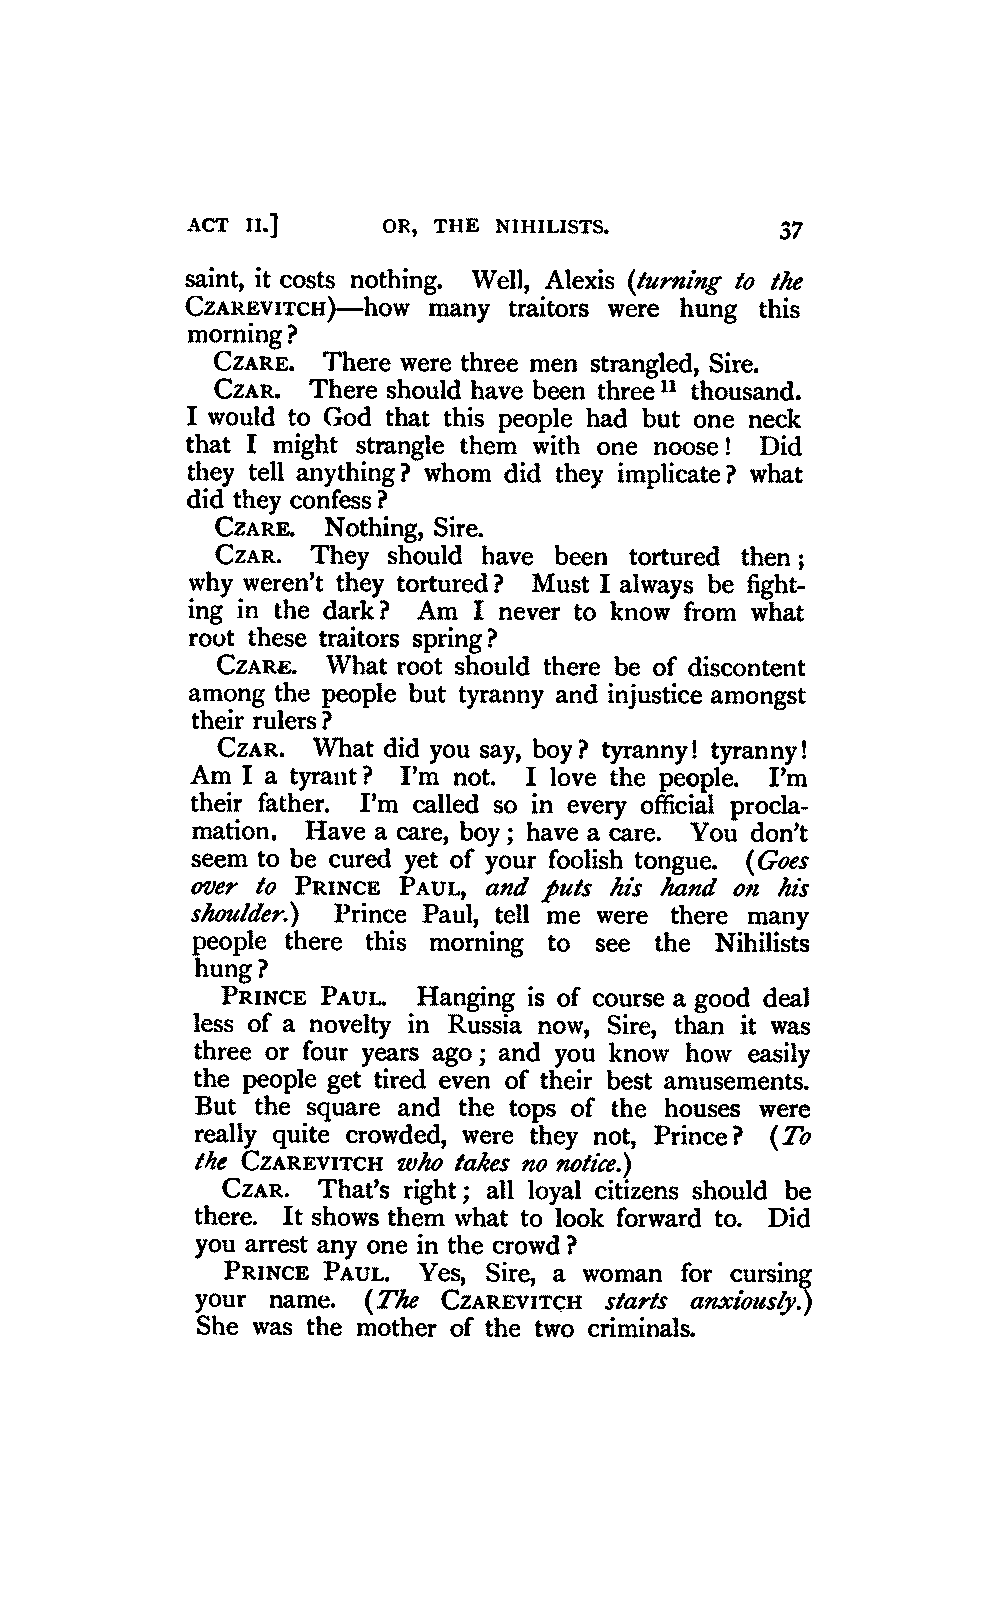 ACT II.] OR, THE NIHILISTS. 37
saint, it costs nothing. Well, Alexis (turning to the
CZAREVITCH)—how many traitors were hung this
morning?
CZARE. There were three men strangled, Sire.
CZAR. There should have been three 11 thousand.
I would to God that this people had but one neck
that I might strangle them with one noose! Did
they tell anything? whom did they implicate? what
did they confess?
CZARE. Nothing, Sire.
CZAR. They should have been tortured then;
why weren't they tortured? Must I always be fight-
ing in the dark? Am I never to know from what
root these traitors spring?
CZARE. What root should there be of discontent
among the people but tyranny and injustice amongst
their rulers?
CZAR. What did you say, boy? tyranny! tyranny!
Am I a tyrant? I'm not. I love the people. I'm
their father. I'm called so in every official procla-
mation. Have a care, boy; have a care. You don't
seem to be cured yet of your foolish tongue. (Goes
over to PRINCE PAUL, and puts his hand on his
shoulder.) Prince Paul, tell me were there many
people there this morning to see the Nihilists
hung?
PRINCE PAUL. Hanging is of course a good deal
less of a novelty in Russia now, Sire, than it was
three or four years ago; and you know how easily
the people get tired even of their best amusements.
But the square and the tops of the houses were
really quite crowded, were they not, Prince? (To
the CZAREVITCH who takes no notice.)
CZAR. That's right; all loyal citizens should be
there. It shows them what to look forward to. Did
you arrest any one in the crowd?
PRINCE PAUL. Yes, Sire, a woman for cursing
your name. (The CZAREVITCH starts anxiously.)
She was the mother of the two criminals.